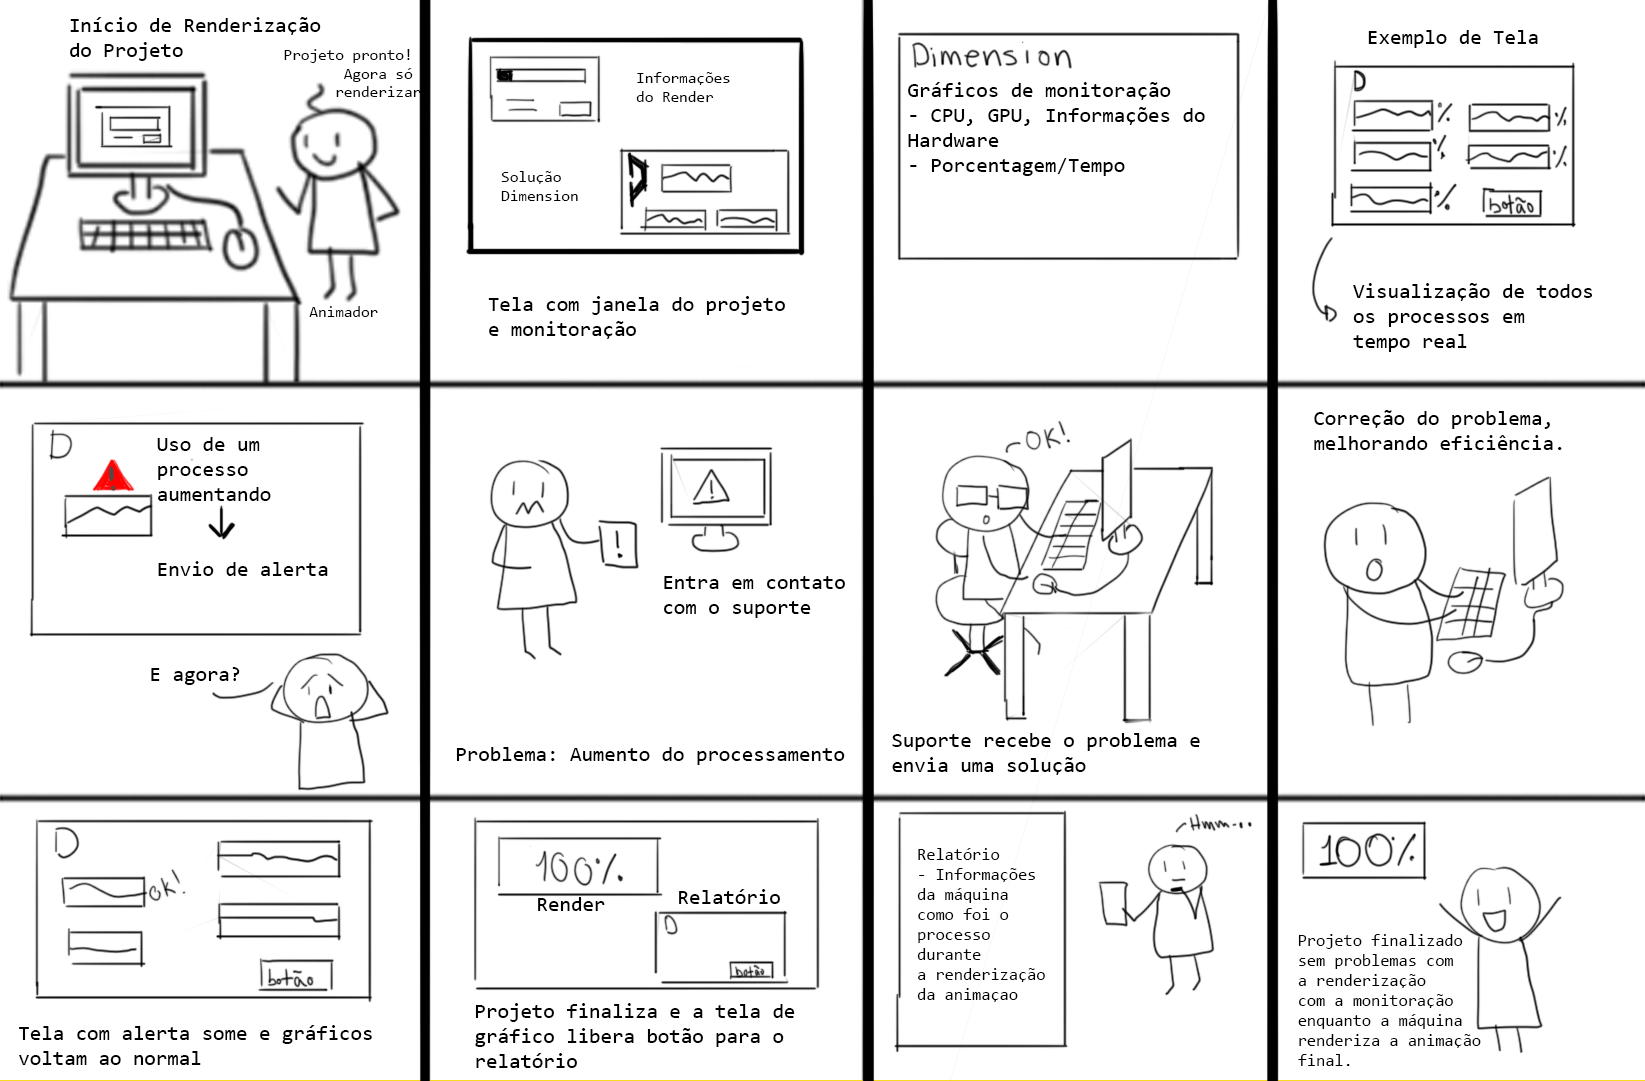 Início de Renderização
do Projeto
Projeto pronto!
Agora só
renderizar
Animador
Informações
do Render
Solução
Dimension
D
Tela com janela do projeto
e monitoração
Dimension
Gráficos de monitoração
- CPU, GPU, Informações do
Hardware
- Porcentagem/Tempo
Exemplo de Tela
D
% %
% %
%
botão
Visualização de todos
os processos em
tempo real
D
Uso de um
processo
aumentando
!
Envio de alerta
E agora?
!
!
Entra em contato
com o suporte
Problema: Aumento do processamento
OK!
Suporte recebe o problema e
envia uma solução
Correção do problema,
melhorando eficiência.
D
OK!
botão
Tela com alerta some e gráficos
voltam ao normal
100%
Render
Relatório
D
botão
Projeto finaliza e a tela de
gráfico libera botão para o
relatório
Hmm...
Relatório
- Informações
da máquina
como foi o
processo
durante
a renderização
da animaçao
100%
Projeto finalizado
sem problemas com
a renderização
com a monitoração
enquanto a máquina
renderiza a animação
final.